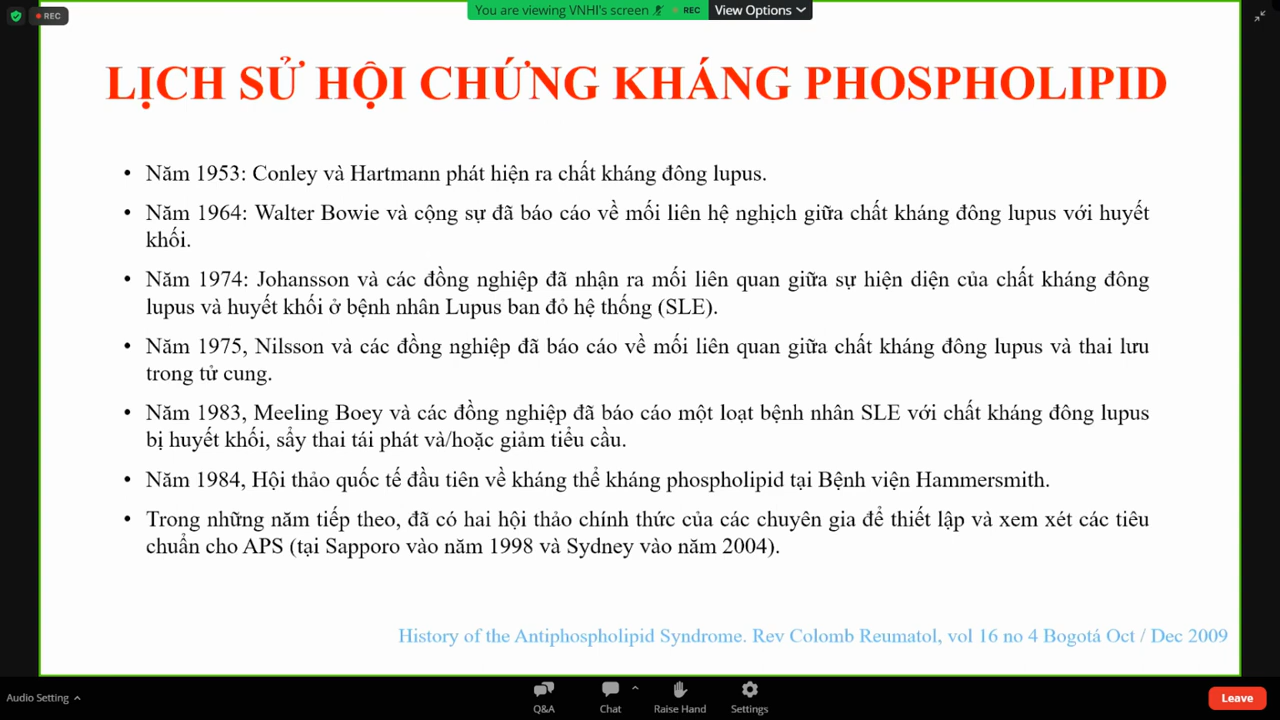 REC
You are viewing VNHI's screen
REC
View Options
LỊCH SỬ HỘI CHỨNG KHÁNG PHOSPHOLIPID
• Năm 1953: Conley và Hartmann phát hiện ra chất kháng đông lupus.
• Năm 1964: Walter Bowie và cộng sự đã báo cáo về mối liên hệ nghịch giữa chất kháng đông lupus với huyết
khối.
• Năm 1974: Johansson và các đồng nghiệp đã nhận ra mối liên quan giữa sự hiện diện của chất kháng đông
lupus và huyết khối ở bệnh nhân Lupus ban đỏ hệ thống (SLE).
• Năm 1975, Nilsson và các đồng nghiệp đã báo cáo về mối liên quan giữa chất kháng đông lupus và thai lưu
trong tử cung.
• Năm 1983, Meeling Boey và các đồng nghiệp đã báo cáo một loạt bệnh nhân SLE với chất kháng đông lupus
bị huyết khối, sẩy thai tái phát và/hoặc giảm tiểu cầu.
• Năm 1984, Hội thảo quốc tế đầu tiên về kháng thể kháng phospholipid tại Bệnh viện Hammersmith.
• Trong những năm tiếp theo, đã có hai hội thảo chính thức của các chuyên gia để thiết lập và xem xét các tiêu
chuẩn cho APS (tại Sapporo vào năm 1998 và Sydney vào năm 2004).
History of the Antiphospholipid Syndrome. Rev Colomb Reumatol, vol 16 no 4 Bogotá Oct / Dec 2009
Audio Setting
Q&A
Chat
Raise Hand
Settings
Leave